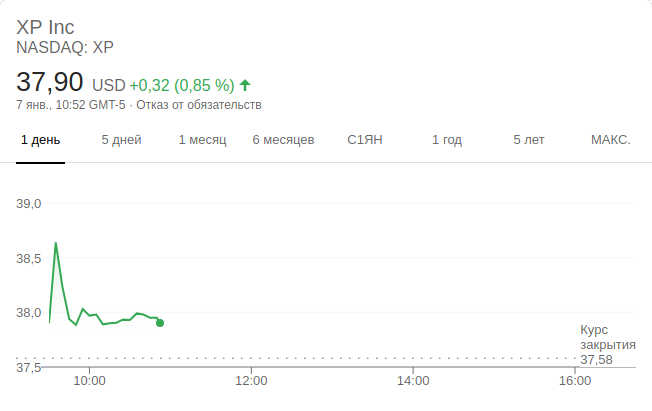 XP Inc
NASDAQ: XP
37,90 USD +0,32 (0,85 %)
7 янв., 10:52 GMT-5 · Отказ от обязательств
1 день 5 дней 1 месяц 6 месяцев С1ЯН 1 год 5 лет МАКС.
39,0
38,5
38,0
37,5
Курс
закрытия
37,58
10:00 12:00 14:00 16:00